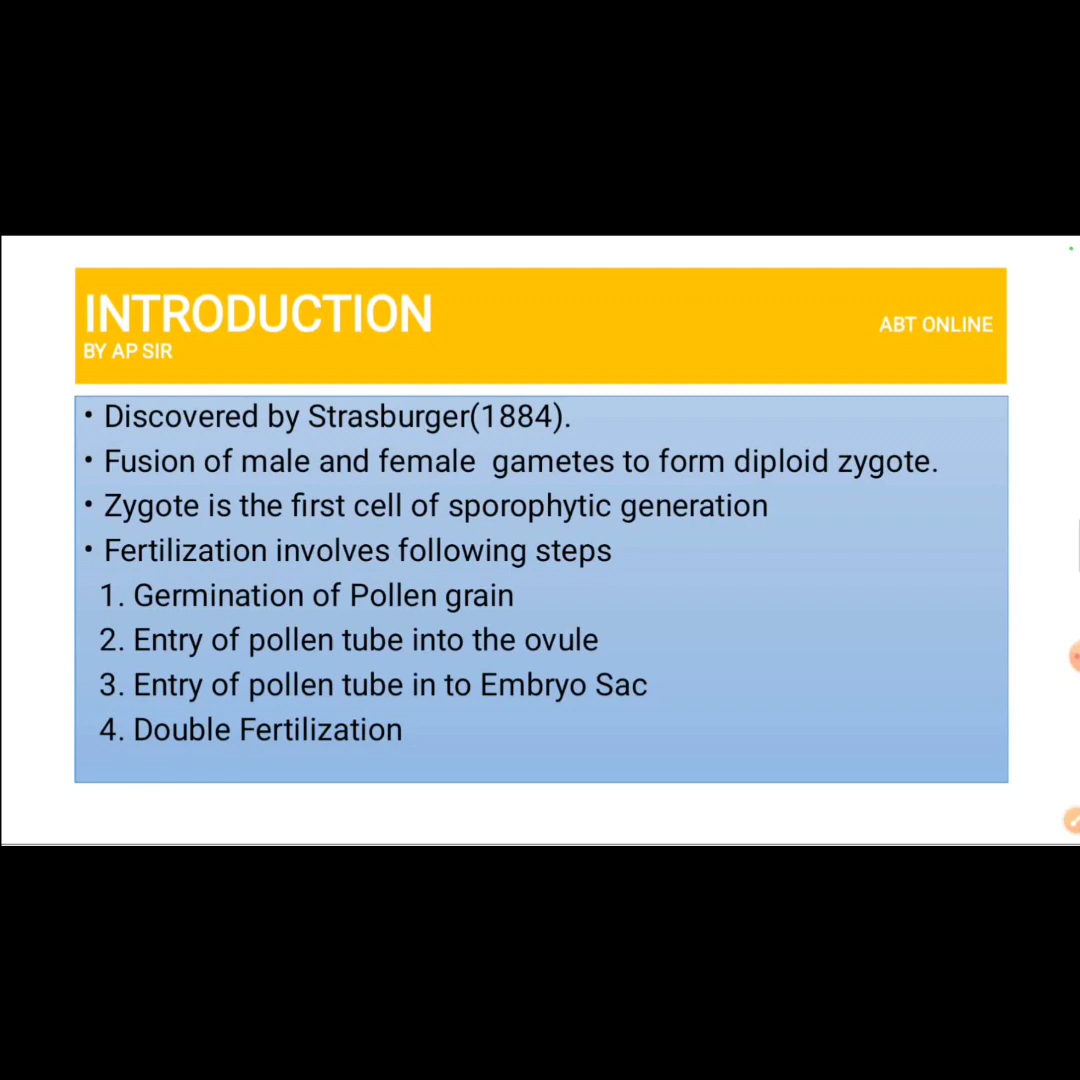 INTRODUCTION
BY AP SIR
ABT ONLINE
• Discovered by Strasburger(1884).
• Fusion of male and female gametes to form diploid zygote.
• Zygote is the first cell of sporophytic generation
• Fertilization involves following steps
1. Germination of Pollen grain
2. Entry of pollen tube into the ovule
3. Entry of pollen tube in to Embryo Sac
4. Double Fertilization